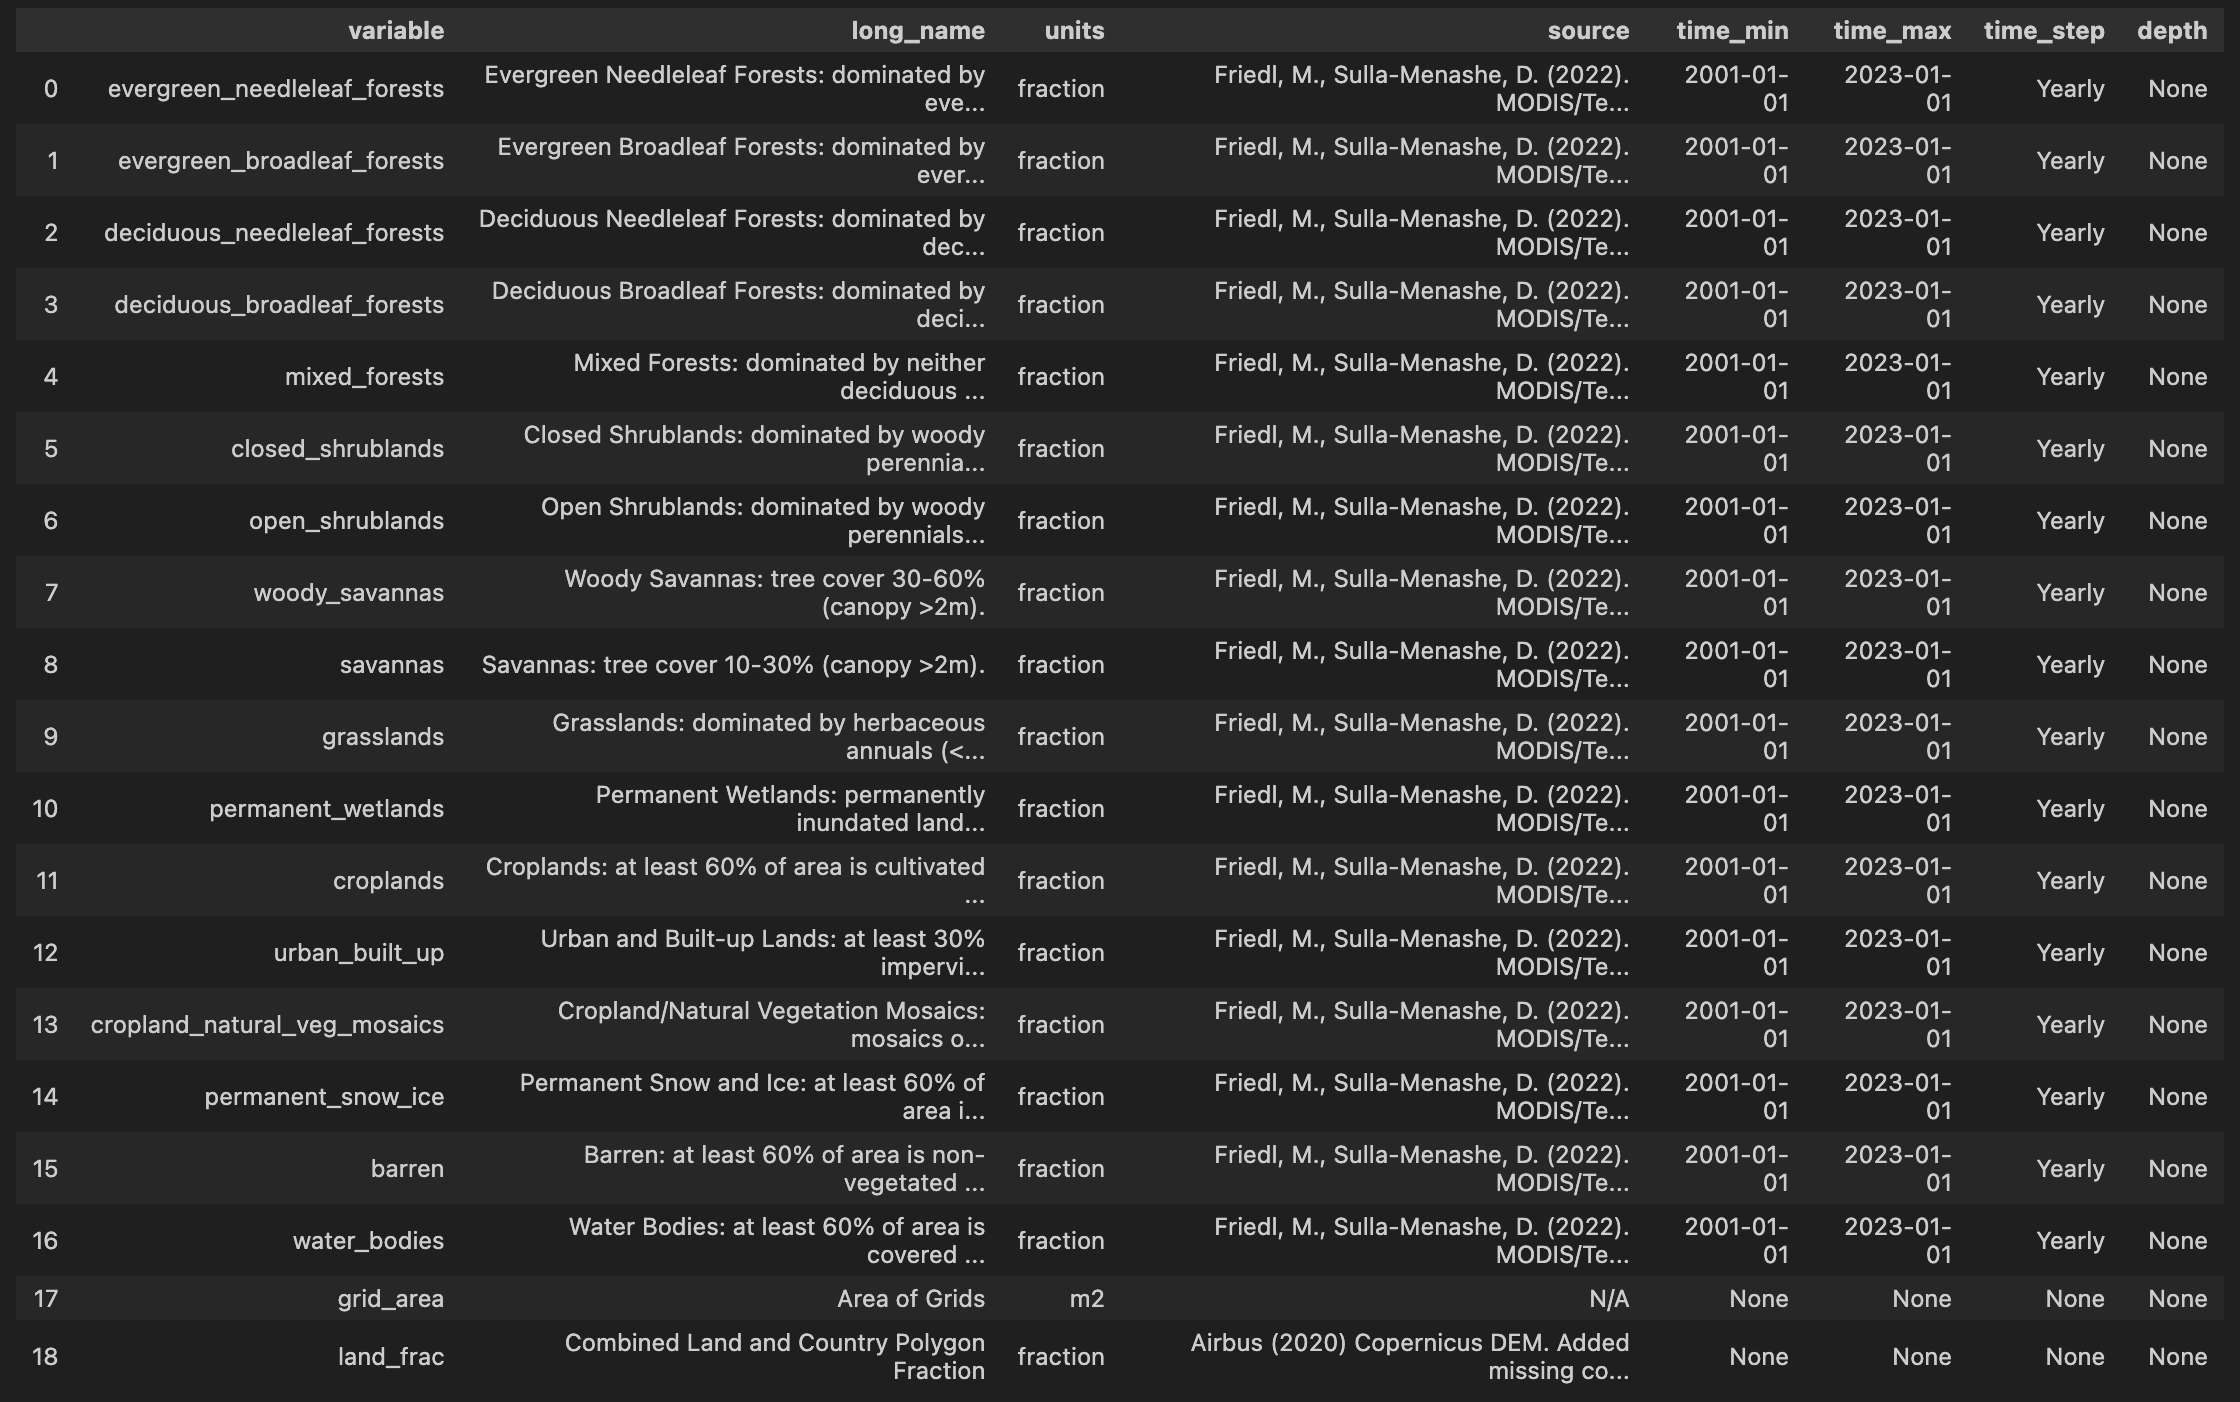 variable long_name units source time_min time_max time_step depth
0 evergreen_needleleaf_forests Evergreen Needleleaf Forests: dominated by eve... fraction Friedl, M., Sulla-Menashe, D. (2022). MODIS/Te... 2001-01-01 2023-01-01 Yearly None
1 evergreen_broadleaf_forests Evergreen Broadleaf Forests: dominated by ever... fraction Friedl, M., Sulla-Menashe, D. (2022). MODIS/Te... 2001-01-01 2023-01-01 Yearly None
2 deciduous_needleleaf_forests Deciduous Needleleaf Forests: dominated by dec... fraction Friedl, M., Sulla-Menashe, D. (2022). MODIS/Te... 2001-01-01 2023-01-01 Yearly None
3 deciduous_broadleaf_forests Deciduous Broadleaf Forests: dominated by deci... fraction Friedl, M., Sulla-Menashe, D. (2022). MODIS/Te... 2001-01-01 2023-01-01 Yearly None
4 mixed_forests Mixed Forests: dominated by neither deciduous ... fraction Friedl, M., Sulla-Menashe, D. (2022). MODIS/Te... 2001-01-01 2023-01-01 Yearly None
5 closed_shrublands Closed Shrublands: dominated by woody perennia... fraction Friedl, M., Sulla-Menashe, D. (2022). MODIS/Te... 2001-01-01 2023-01-01 Yearly None
6 open_shrublands Open Shrublands: dominated by woody perennials... fraction Friedl, M., Sulla-Menashe, D. (2022). MODIS/Te... 2001-01-01 2023-01-01 Yearly None
7 woody_savannas Woody Savannas: tree cover 30-60% (canopy >2m). fraction Friedl, M., Sulla-Menashe, D. (2022). MODIS/Te... 2001-01-01 2023-01-01 Yearly None
8 savannas Savannas: tree cover 10-30% (canopy >2m). fraction Friedl, M., Sulla-Menashe, D. (2022). MODIS/Te... 2001-01-01 2023-01-01 Yearly None
9 grasslands Grasslands: dominated by herbaceous annuals (<... fraction Friedl, M., Sulla-Menashe, D. (2022). MODIS/Te... 2001-01-01 2023-01-01 Yearly None
10 permanent_wetlands Permanent Wetlands: permanently inundated land... fraction Friedl, M., Sulla-Menashe, D. (2022). MODIS/Te... 2001-01-01 2023-01-01 Yearly None
11 croplands Croplands: at least 60% of area is cultivated ... fraction Friedl, M., Sulla-Menashe, D. (2022). MODIS/Te... 2001-01-01 2023-01-01 Yearly None
12 urban_built_up Urban and Built-up Lands: at least 30% impervi... fraction Friedl, M., Sulla-Menashe, D. (2022). MODIS/Te... 2001-01-01 2023-01-01 Yearly None
13 cropland_natural_veg_mosaics Cropland/Natural Vegetation Mosaics: mosaics o... fraction Friedl, M., Sulla-Menashe, D. (2022). MODIS/Te... 2001-01-01 2023-01-01 Yearly None
14 permanent_snow_ice Permanent Snow and Ice: at least 60% of area i... fraction Friedl, M., Sulla-Menashe, D. (2022). MODIS/Te... 2001-01-01 2023-01-01 Yearly None
15 barren Barren: at least 60% of area is non-vegetated ... fraction Friedl, M., Sulla-Menashe, D. (2022). MODIS/Te... 2001-01-01 2023-01-01 Yearly None
16 water_bodies Water Bodies: at least 60% of area is covered ... fraction Friedl, M., Sulla-Menashe, D. (2022). MODIS/Te... 2001-01-01 2023-01-01 Yearly None
17 grid_area Area of Grids m2 N/A None None None None
18 land_frac Combined Land and Country Polygon Fraction fraction Airbus (2020) Copernicus DEM. Added missing co... None None None None